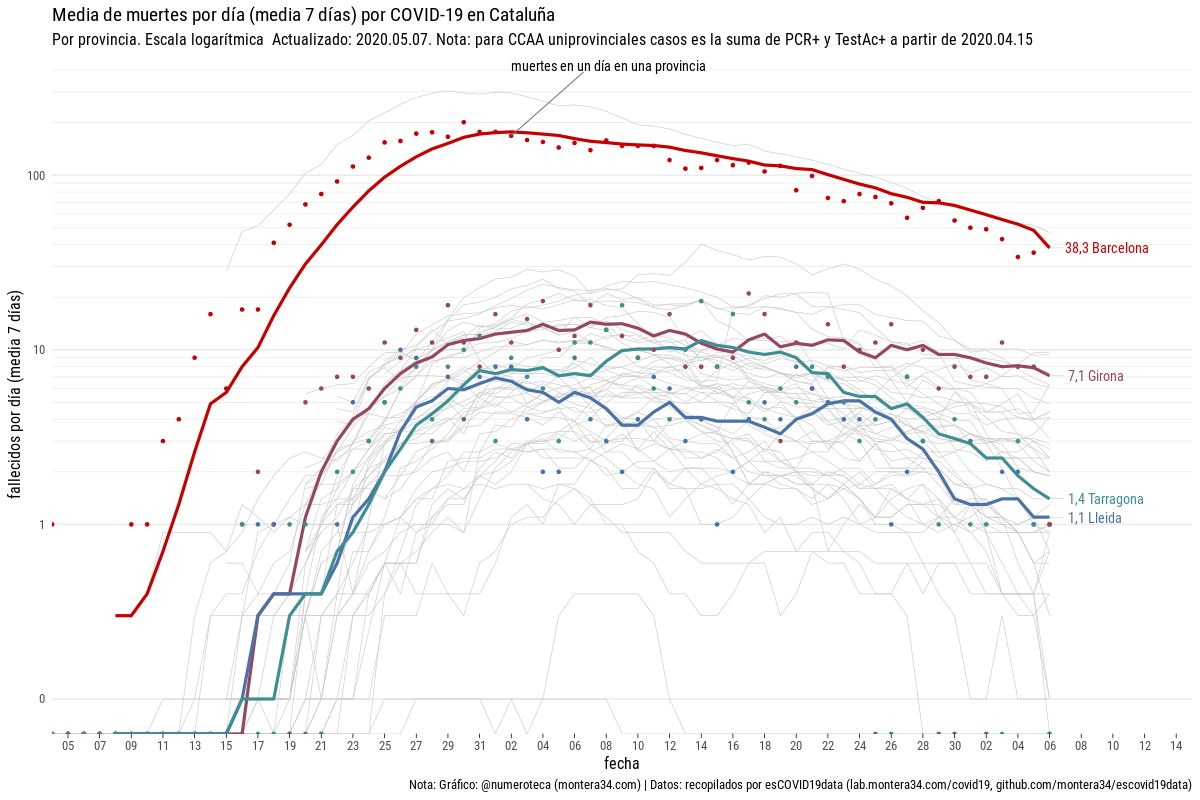 Media de muertes por día (media 7 días) por COVID-19 en Cataluña
Por provincia. Escala logarítmica  Actualizado: 2020.05.07. Nota: para CCAA uniprovinciales casos es la suma de PCR+ y TestAc+ a partir de 2020.04.15
muertes en un día en una provincia
fallecidos por día (media  7 días)
100
10
1
0
38,3 Barcelona
7,1 Girona
1,4 Tarragona
1,1 Lleida
05 07 09 11 13 15 17 19 21 23 25 27 29 31 02 04 06 08 10 12 14 16 18 20 22 24 26 28 30 02 04 06 08 10 12 14
fecha
Nota: Gráfico: @numeroteca (montera34.com) | Datos: recopilados por esCOVID19data (lab.montera34.com/covid19, github.com/montera34/escovid19data)